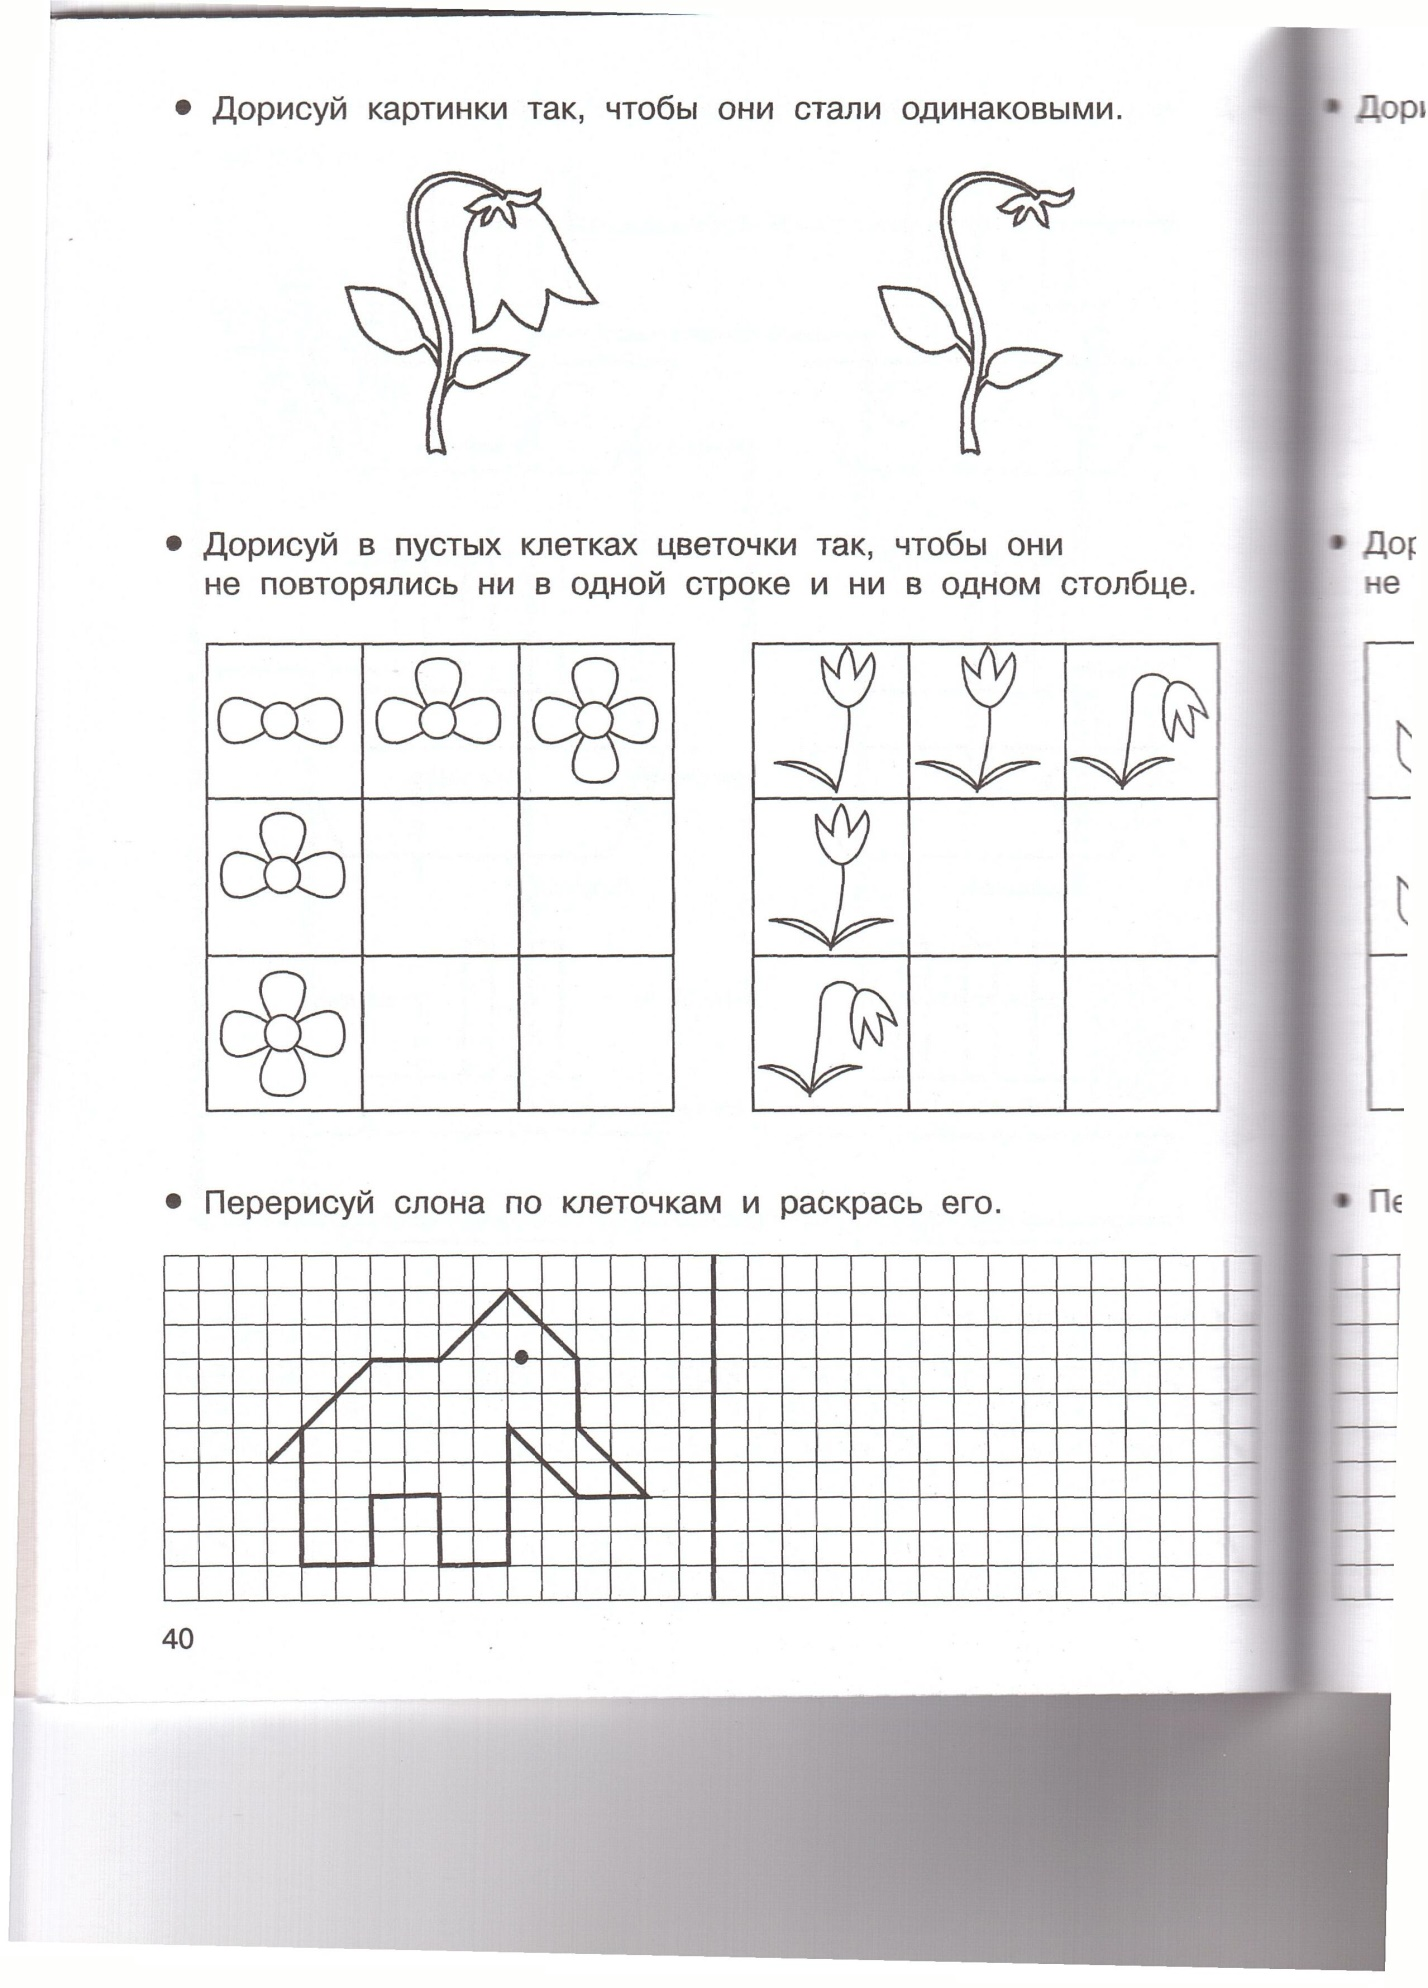 Дорисуй картинки так, чтобы они стали одинаковыми.
Дорисуй в пустых клетках цветочки так, чтобы они
не повторялись ни в одной строке и ни в одном столбце.
Перерисуй слона по клеточкам и раскрась его.
40
не